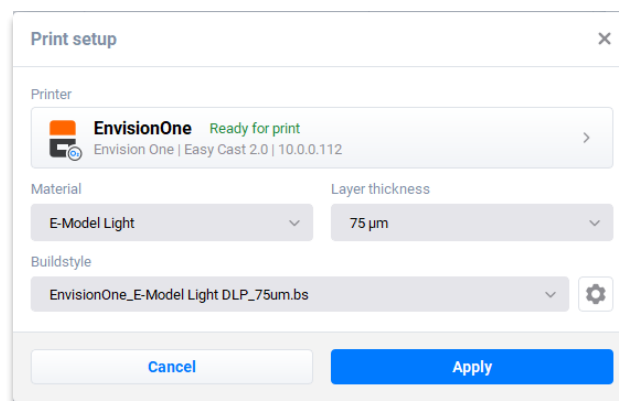 Print setup
Printer
EnvisionOne Ready for print
Envision One | Easy Cast 2.0 | 10.0.0.112
Material
Layer thickness
E-Model Light
75 µm
Buildstyle
EnvisionOne_E-Model Light DLP_75um.bs
Cancel
Apply